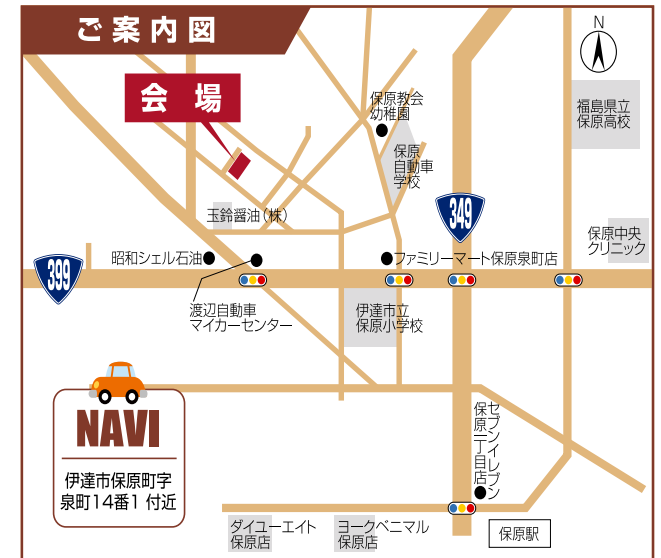 ご案内図
N
会場
保原教会
幼稚園
福島県立
保原高校
保原
自動車
学校
349
玉鈴醤油(株)
保原中央
クリニック
昭和シェル石油
ファミリーマート保原泉町店
399
渡辺自動車
マイカーセンター
伊達市立
保原小学校
NAVI
伊達市保原町字
泉町14番1 付近
セブンイレブン
保原一丁目店
ダイユーエイト
保原店
ヨークベニマル
保原店
保原駅